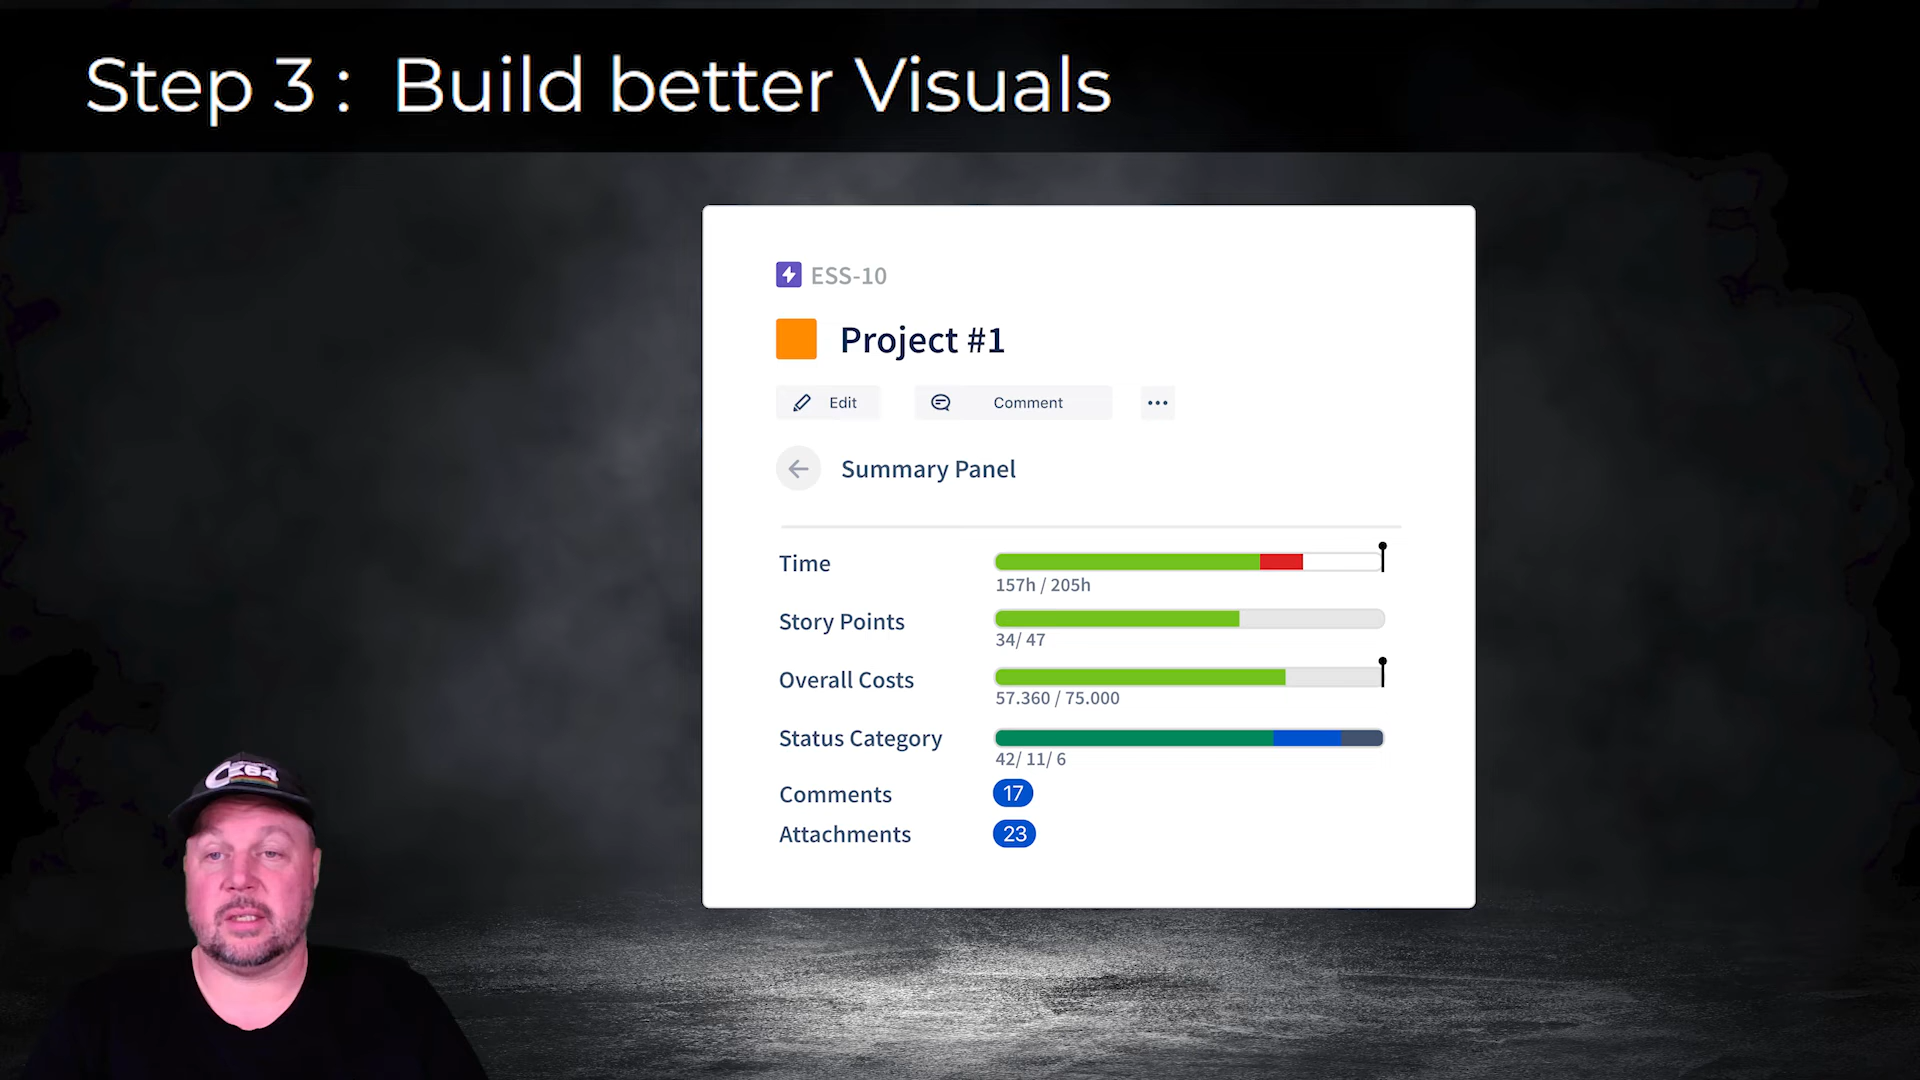 Step 3 : Build better Visuals
ESS-10
Project #1
Edit
Comment
Summary Panel
Time
157h / 205h
Story Points
34/ 47
Overall Costs
57.360 / 75.000
Status Category
42/ 11/ 6
Comments
17
Attachments
23
C64